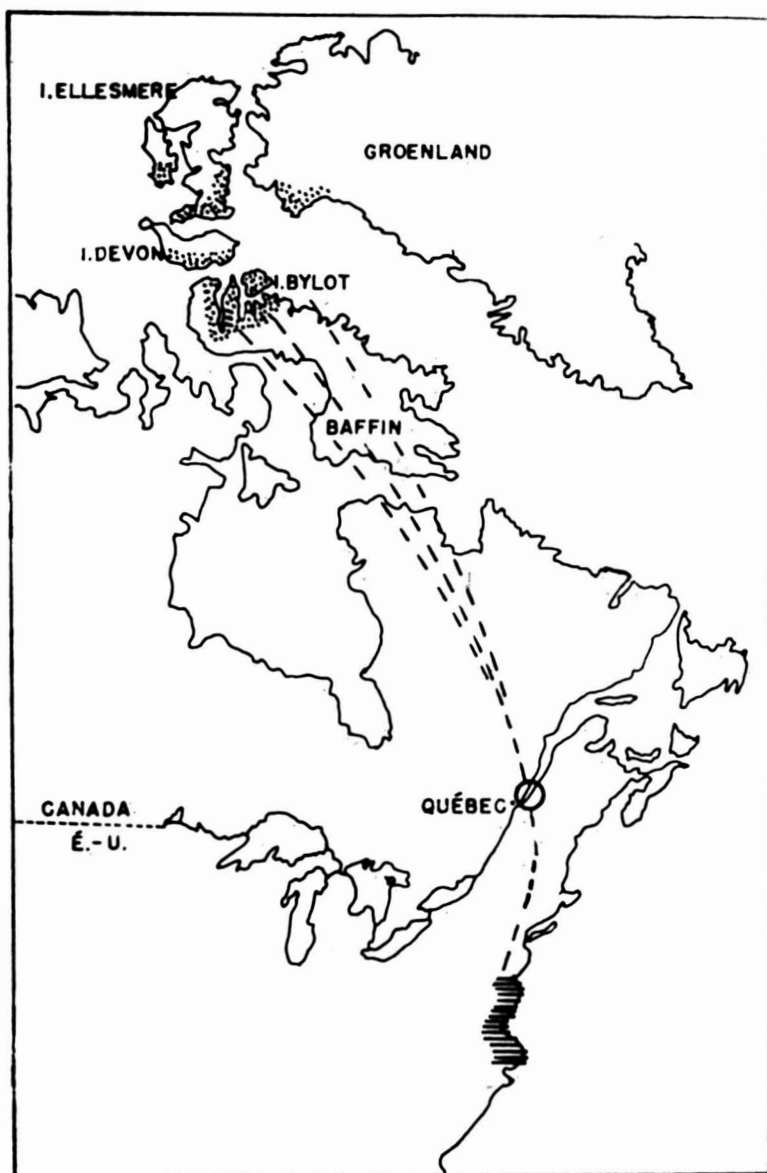 I. ELLESMERE
GROENLAND
I. DEVON
I. BYLOT
BAFFIN
QUÉBEC
CANADA
É.-U.